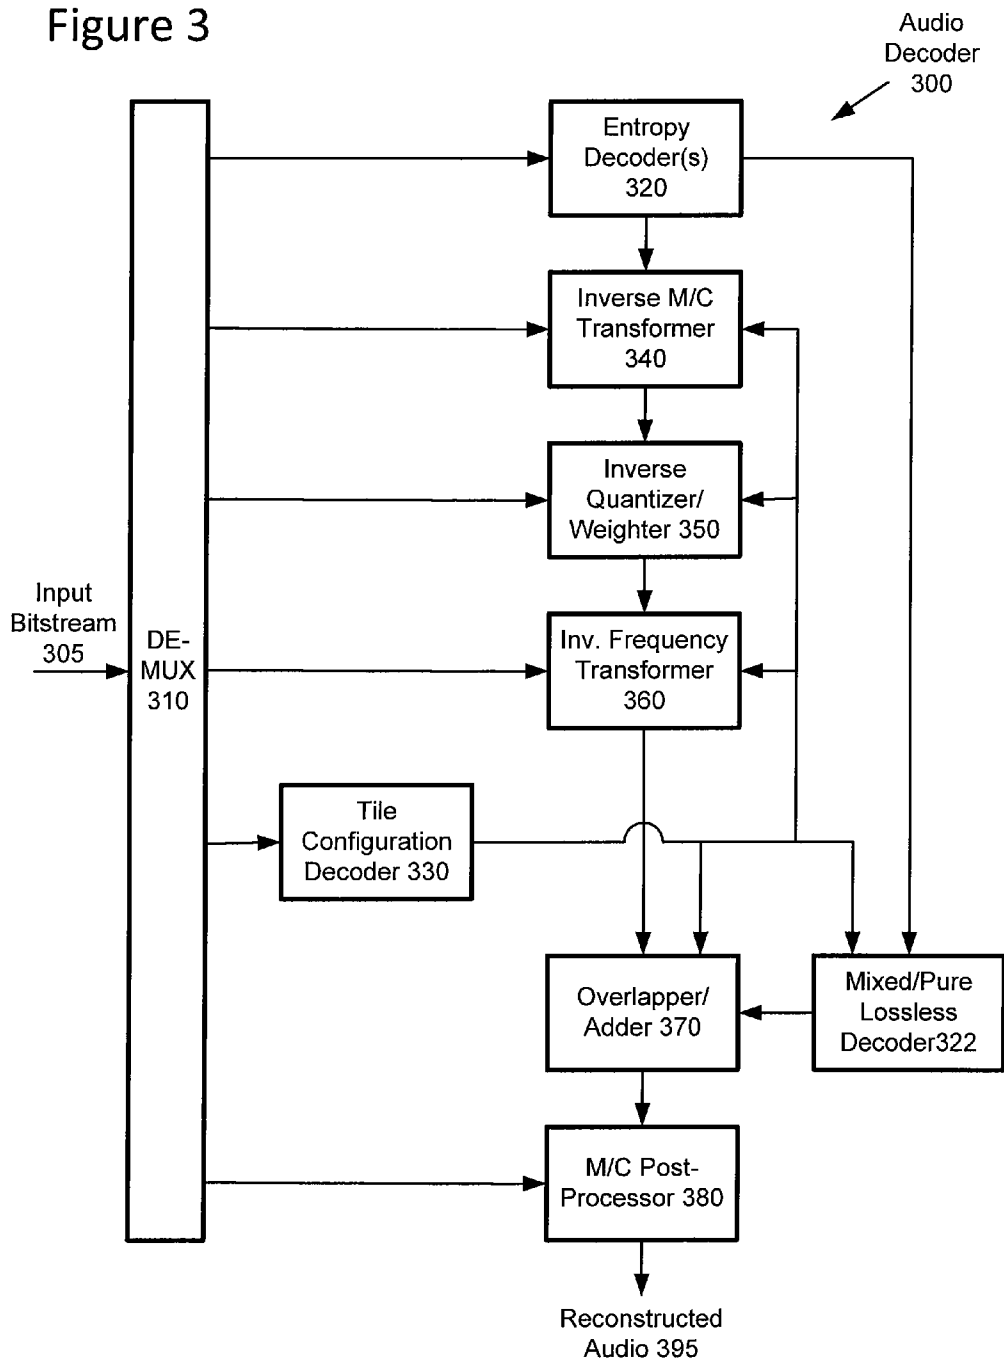 Figure 3
Audio
Decoder
300
Entropy
Decoder(s)
320
Inverse M/C
Transformer
340
Inverse
Quantizer/
Weighter 350
Input
Bitstream
305
DE-
MUX
310
Inv. Frequency
Transformer
360
Tile
Configuration
Decoder 330
Overlapper/
Adder 370
Mixed/Pure
Lossless
Decoder322
M/C Post-
Processor 380
Reconstructed
Audio 395